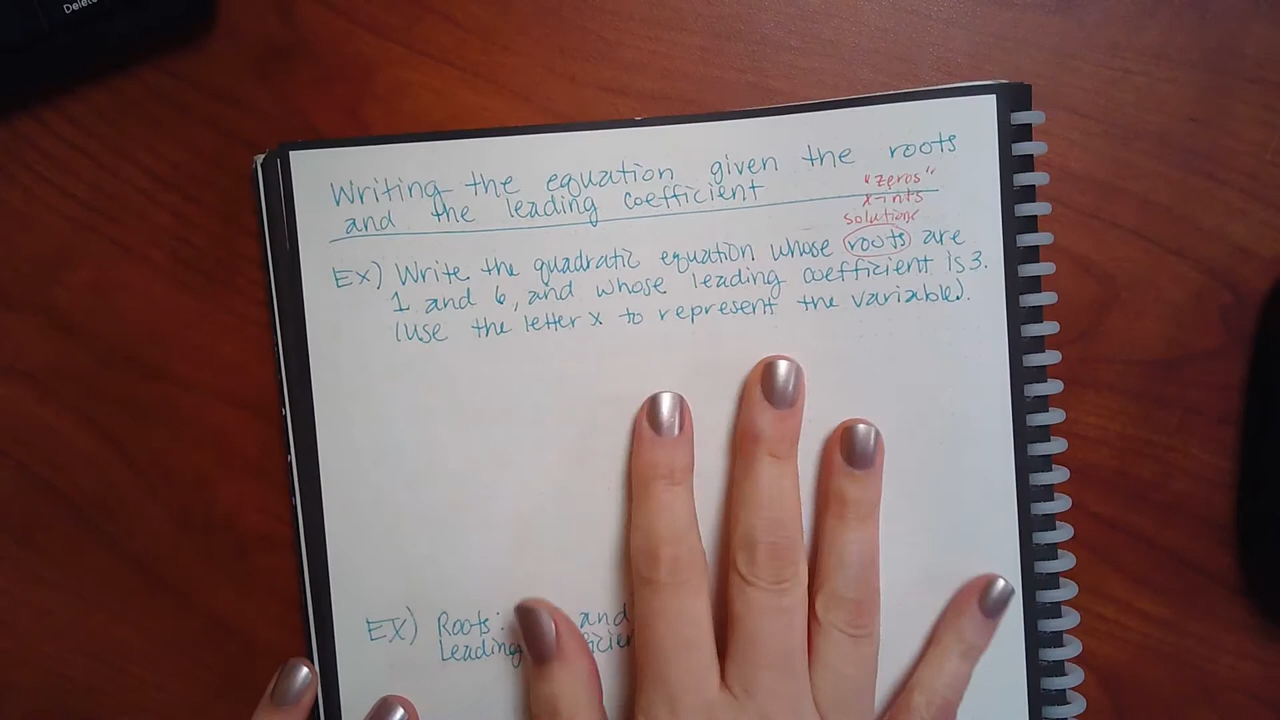 Delete
Writing the equation given the roots
and the leading coefficient
"zeros"
x-ints
solutions
Ex) Write the quadratic equation whose roots are
1 and 6, and whose leading coefficient is 3.
(Use the letter x to represent the variable).
EX) Roots: and
Leading